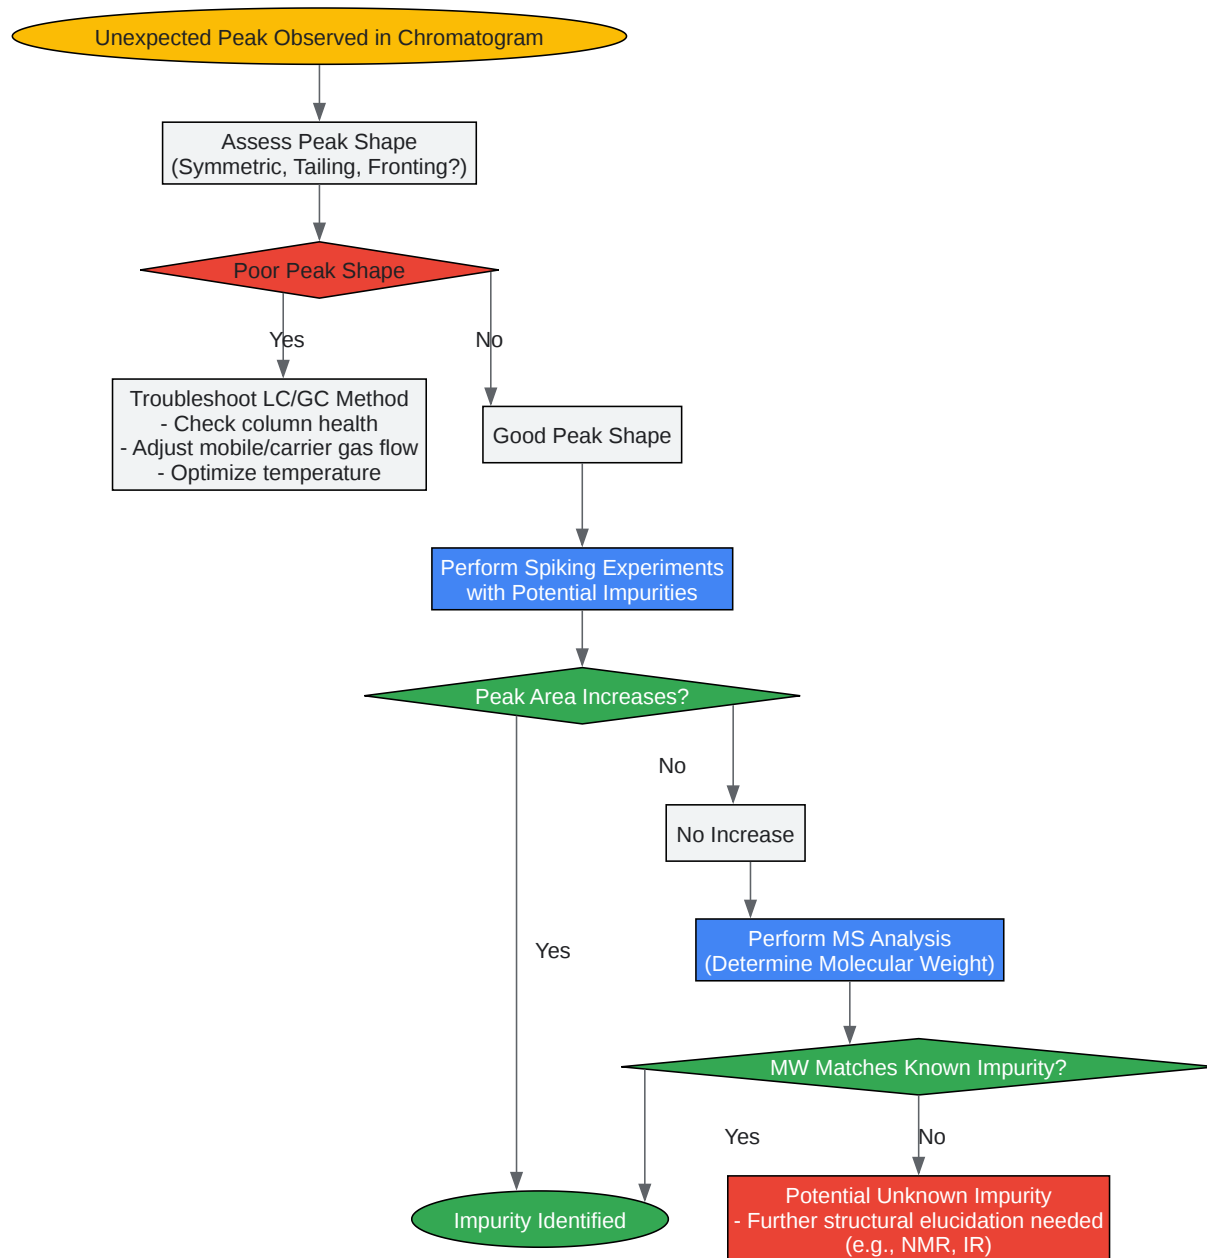 Unexpected Peak Observed in Chromatogram
Assess Peak Shape
(Symmetric, Tailing, Fronting?)
Poor Peak Shape
Yes
No
Troubleshoot LC/GC Method
- Check column health
- Adjust mobile/carrier gas flow
- Optimize temperature
Good Peak Shape
Perform Spiking Experiments
with Potential Impurities
Peak Area Increases?
No
No Increase
Yes
Perform MS Analysis
(Determine Molecular Weight)
MW Matches Known Impurity?
Yes
No
Impurity Identified
Potential Unknown Impurity
- Further structural elucidation needed
(e.g., NMR, IR)